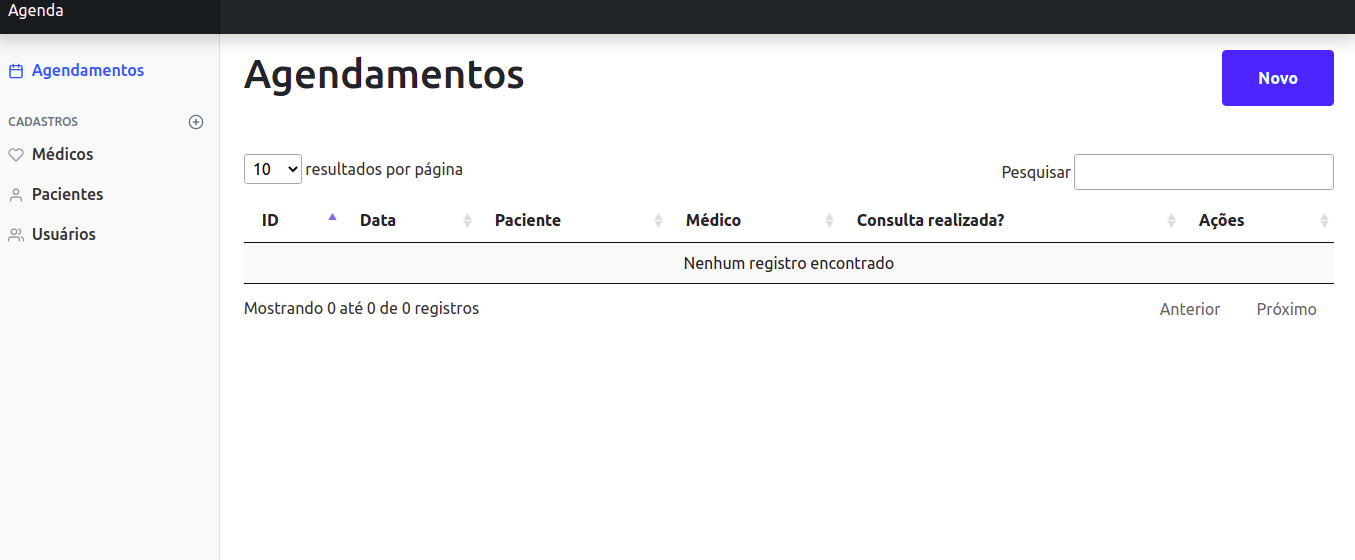 Agenda
Agendamentos
CADASTROS
Médicos
Pacientes
Usuários
Agendamentos
Novo
10 resultados por página
Pesquisar
ID Data Paciente Médico Consulta realizada? Ações
Nenhum registro encontrado
Mostrando 0 até 0 de 0 registros
Anterior Próximo